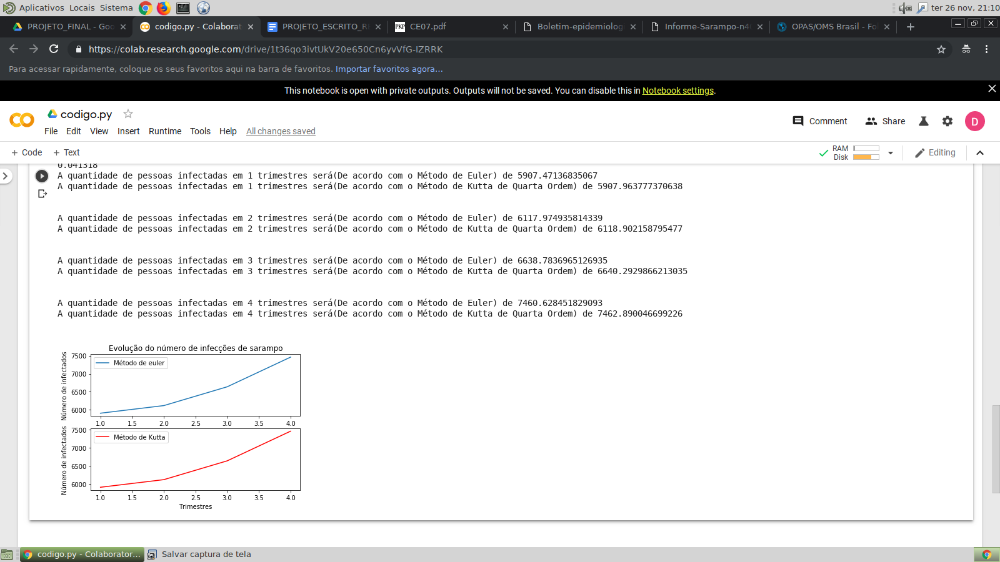 Aplicativos Locais Sistema ter 26 nov, 21:10
PROJETO_FINAL - Goo codigo.py - Colaborat PROJETO_ESCRITO_R CE07.pdf Boletim-epidemiolog Informe-Sarampo-n4 OPAS/OMS Brasil - Fol
https://colab.research.google.com/drive/1t36qo3ivtUkV20e650Cn6yvVfG-IZRRK
Para acessar rapidamente, coloque os seus favoritos aqui na barra de favoritos. Importar favoritos agora...
This notebook is open with private outputs. Outputs will not be saved. You can disable this in Notebook settings.
codigo.py
Comment Share D
File Edit View Insert Runtime Tools Help All changes saved
+ Code + Text RAM Disk Editing
0.041318
A quantidade de pessoas infectadas em 1 trimestres será(De acordo com o Método de Euler) de 5907.47136835067
A quantidade de pessoas infectadas em 1 trimestres será(De acordo com o Método de Kutta de Quarta Ordem) de 5907.963777370638
A quantidade de pessoas infectadas em 2 trimestres será(De acordo com o Método de Euler) de 6117.974935814339
A quantidade de pessoas infectadas em 2 trimestres será(De acordo com o Método de Kutta de Quarta Ordem) de 6118.902158795477
A quantidade de pessoas infectadas em 3 trimestres será(De acordo com o Método de Euler) de 6638.7836965126935
A quantidade de pessoas infectadas em 3 trimestres será(De acordo com o Método de Kutta de Quarta Ordem) de 6640.2929866213035
A quantidade de pessoas infectadas em 4 trimestres será(De acordo com o Método de Euler) de 7460.628451829093
A quantidade de pessoas infectadas em 4 trimestres será(De acordo com o Método de Kutta de Quarta Ordem) de 7462.890046699226
Evolução do número de infecções de sarampo
Número de infectados
7500
7000
6500
6000
Método de euler
1.0 1.5 2.0 2.5 3.0 3.5 4.0
Número de infectados
7500
7000
6500
6000
Método de Kutta
1.0 1.5 2.0 2.5 3.0 3.5 4.0
Trimestres
codigo.py - Colaborator... Salvar captura de tela